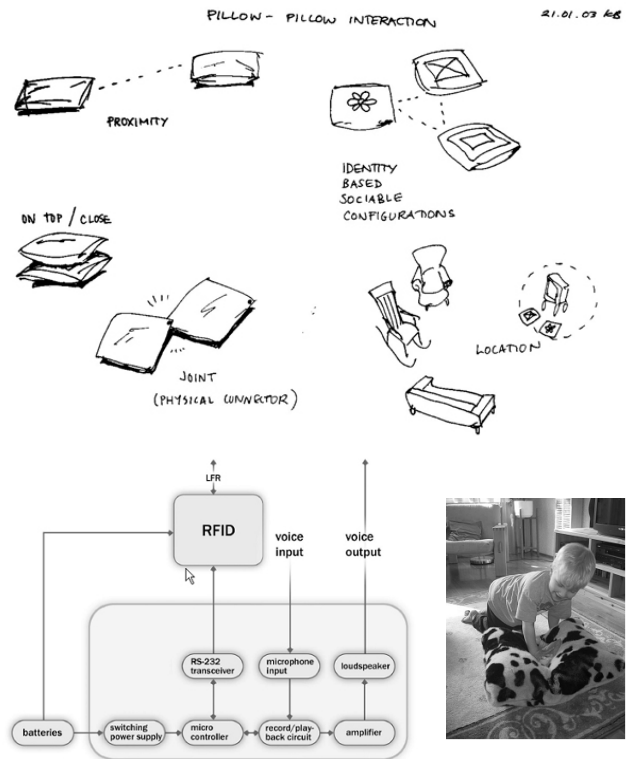 PILLOW - PILLOW INTERACTION
21.01.03 KB
PROXIMITY
IDENTITY
BASED
SOCIABLE
CONFIGURATIONS
ON TOP / CLOSE
JOINT
(PHYSICAL CONNECTOR)
LOCATION
LFR
RFID
voice
input
voice
output
RS-232
transceiver
microphone
input
loudspeaker
batteries
switching
power supply
micro
controller
record/play-
back circuit
amplifier